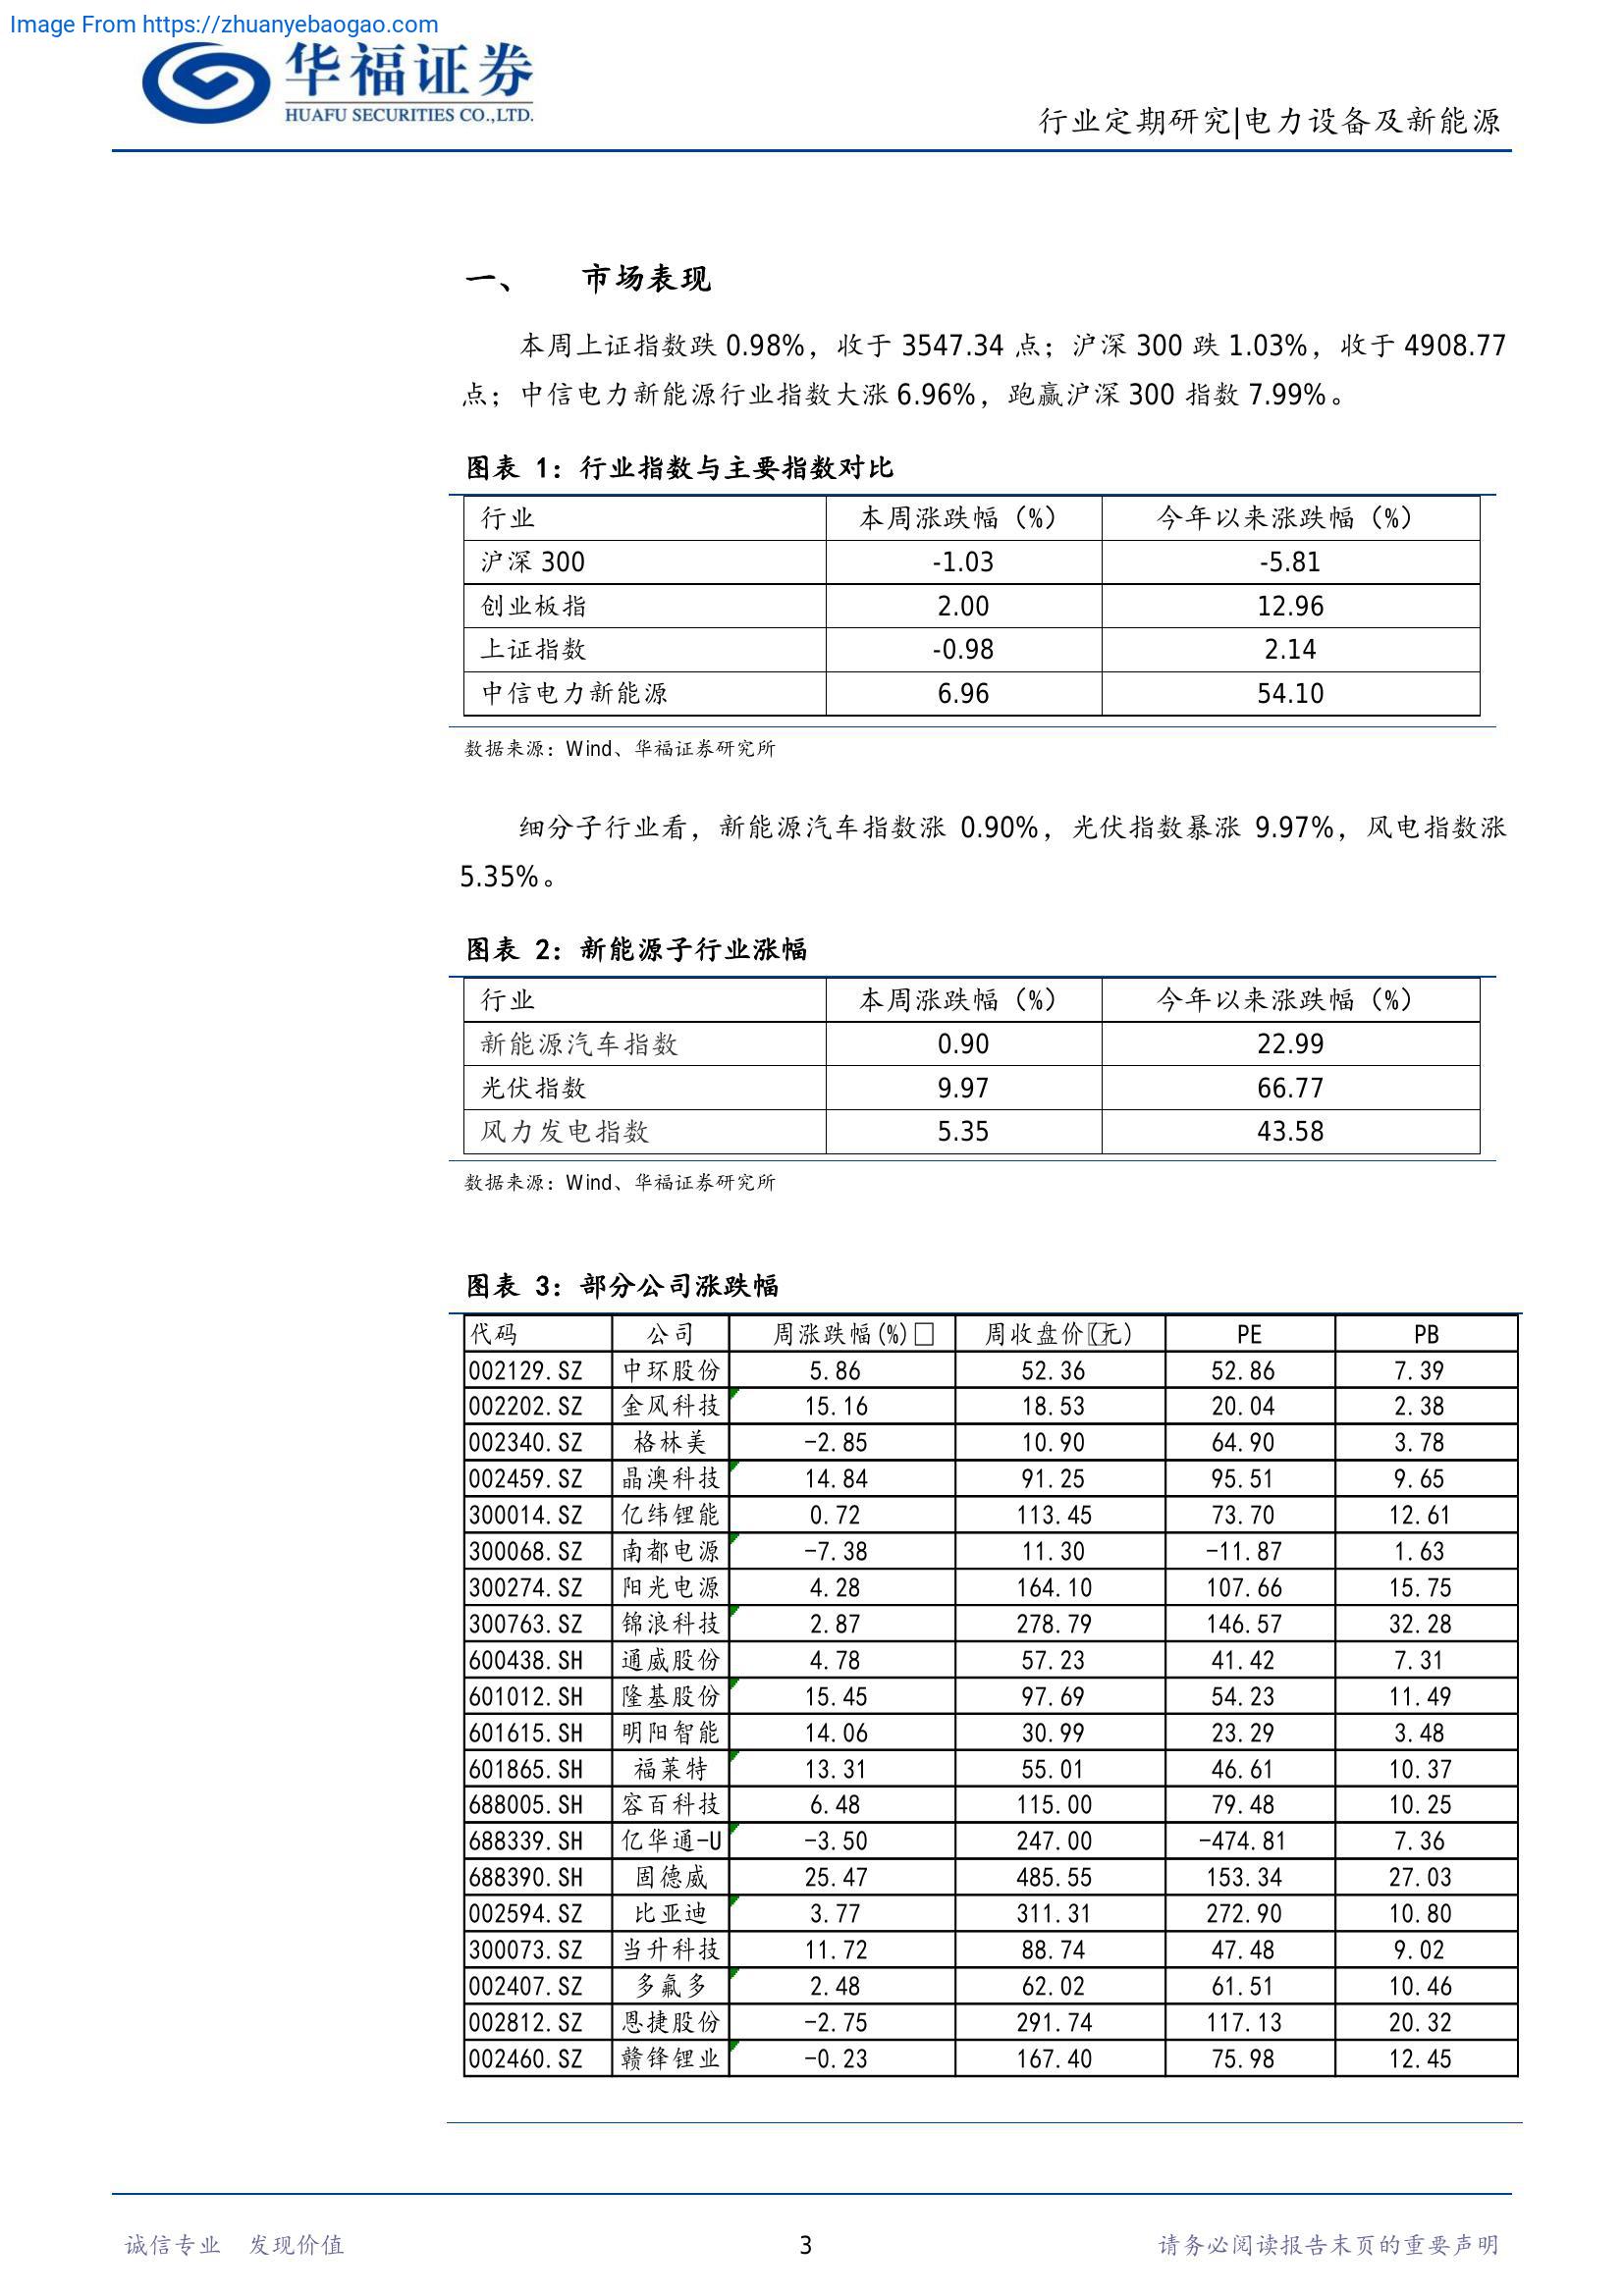 Image From https://zhuanyebaogao.com
华福证券
HUAFU SECURITIES CO.,LTD.
行业定期研究|电力设备及新能源
一、 市场表现
本周上证指数跌 0.98%，收于 3547.34 点；沪深 300 跌 1.03%，收于 4908.77
点；中信电力新能源行业指数大涨 6.96%，跑赢沪深 300 指数 7.99%。
图表 1：行业指数与主要指数对比
行业 本周涨跌幅（%） 今年以来涨跌幅（%）
沪深 300 -1.03 -5.81
创业板指 2.00 12.96
上证指数 -0.98 2.14
中信电力新能源 6.96 54.10
数据来源：Wind、华福证券研究所
细分子行业看，新能源汽车指数涨 0.90%，光伏指数暴涨 9.97%，风电指数涨
5.35%。
图表 2：新能源子行业涨幅
行业 本周涨跌幅（%） 今年以来涨跌幅（%）
新能源汽车指数 0.90 22.99
光伏指数 9.97 66.77
风力发电指数 5.35 43.58
数据来源：Wind、华福证券研究所
图表 3：部分公司涨跌幅
代码 公司 周涨跌幅(%) 周收盘价(元) PE PB
002129.SZ 中环股份 5.86 52.36 52.86 7.39
002202.SZ 金风科技 15.16 18.53 20.04 2.38
002340.SZ 格林美 -2.85 10.90 64.90 3.78
002459.SZ 晶澳科技 14.84 91.25 95.51 9.65
300014.SZ 亿纬锂能 0.72 113.45 73.70 12.61
300068.SZ 南都电源 -7.38 11.30 -11.87 1.63
300274.SZ 阳光电源 4.28 164.10 107.66 15.75
300763.SZ 锦浪科技 2.87 278.79 146.57 32.28
600438.SH 通威股份 4.78 57.23 41.42 7.31
601012.SH 隆基股份 15.45 97.69 54.23 11.49
601615.SH 明阳智能 14.06 30.99 23.29 3.48
601865.SH 福莱特 13.31 55.01 46.61 10.37
688005.SH 容百科技 6.48 115.00 79.48 10.25
688339.SH 亿华通-U -3.50 247.00 -474.81 7.36
688390.SH 固德威 25.47 485.55 153.34 27.03
002594.SZ 比亚迪 3.77 311.31 272.90 10.80
300073.SZ 当升科技 11.72 88.74 47.48 9.02
002407.SZ 多氟多 2.48 62.02 61.51 10.46
002812.SZ 恩捷股份 -2.75 291.74 117.13 20.32
002460.SZ 赣锋锂业 -0.23 167.40 75.98 12.45
诚信专业 发现价值 3 请务必阅读报告末页的重要声明